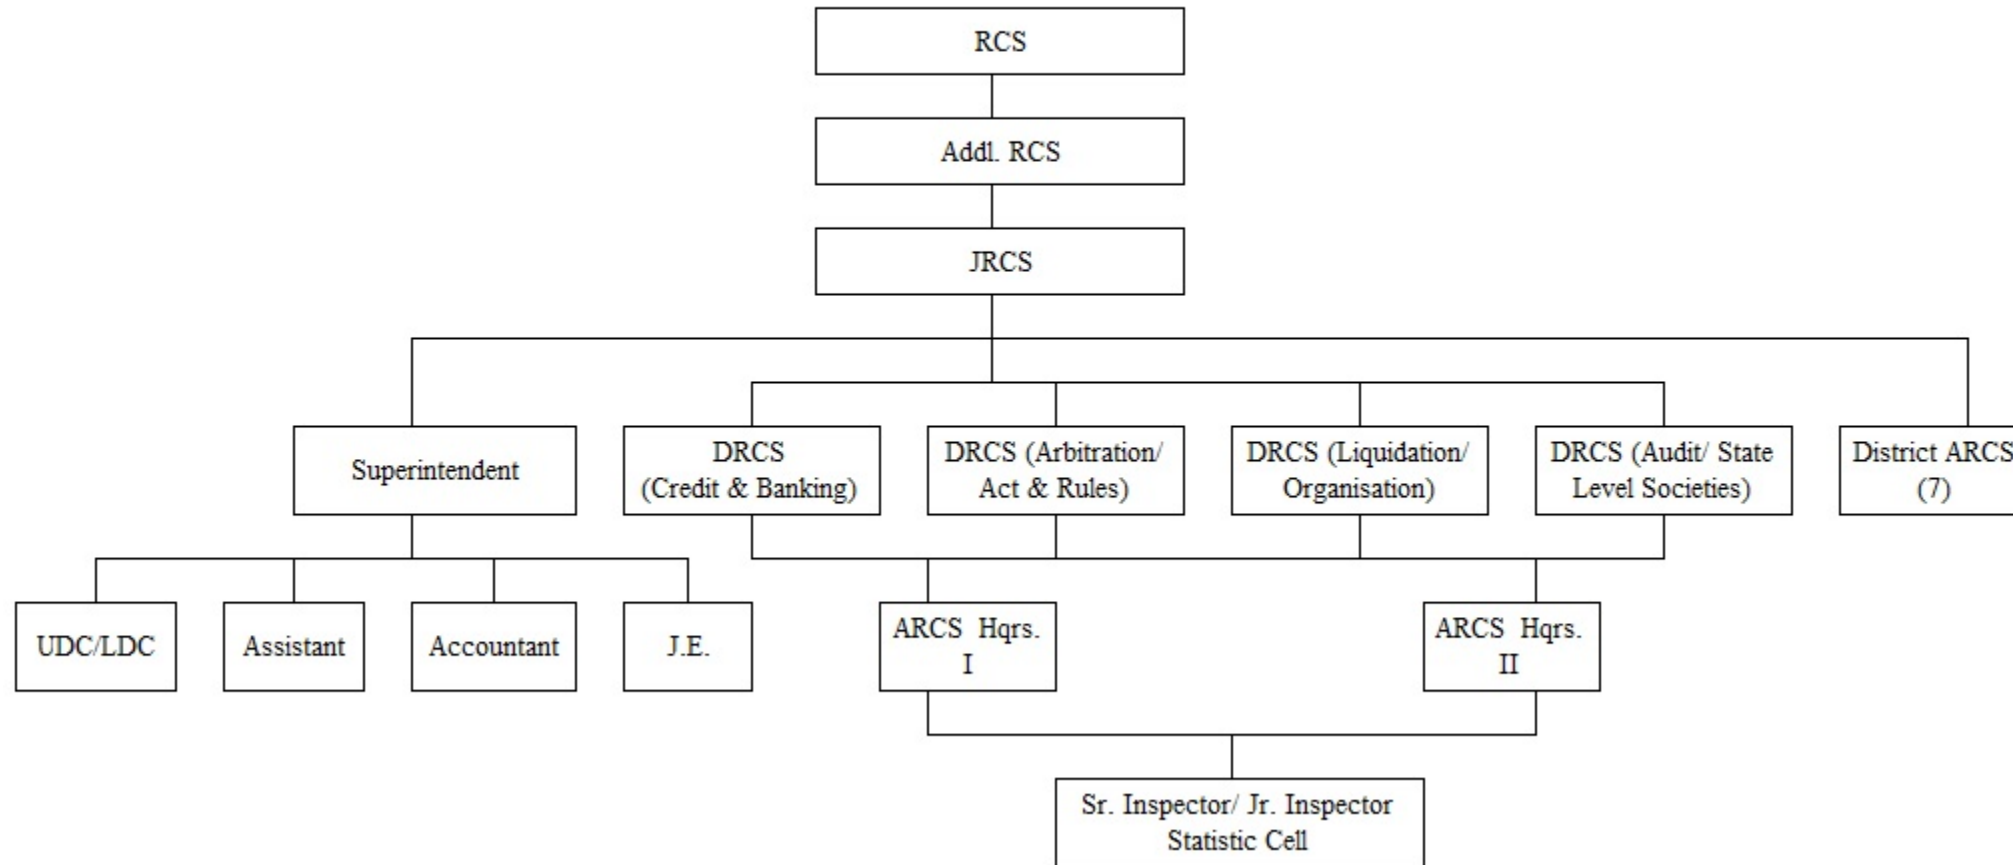 RCS
Addl. RCS
JRCS
Superintendent
DRCS
(Credit & Banking)
DRCS (Arbitration/
Act & Rules)
DRCS (Liquidation/
Organisation)
DRCS (Audit/ State
Level Societies)
District ARCS
(7)
UDC/LDC
Assistant
Accountant
J.E.
ARCS Hqrs.
I
ARCS Hqrs.
II
Sr. Inspector/ Jr. Inspector
Statistic Cell